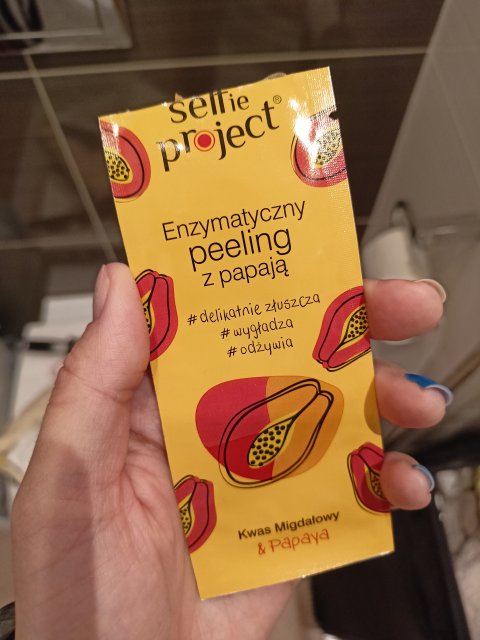 selfie
project®
Enzymatyczny
peeling
z papają
# delikatnie złuszcza
# wygładza
# odżywia
Kwas Migdałowy
& Papaya